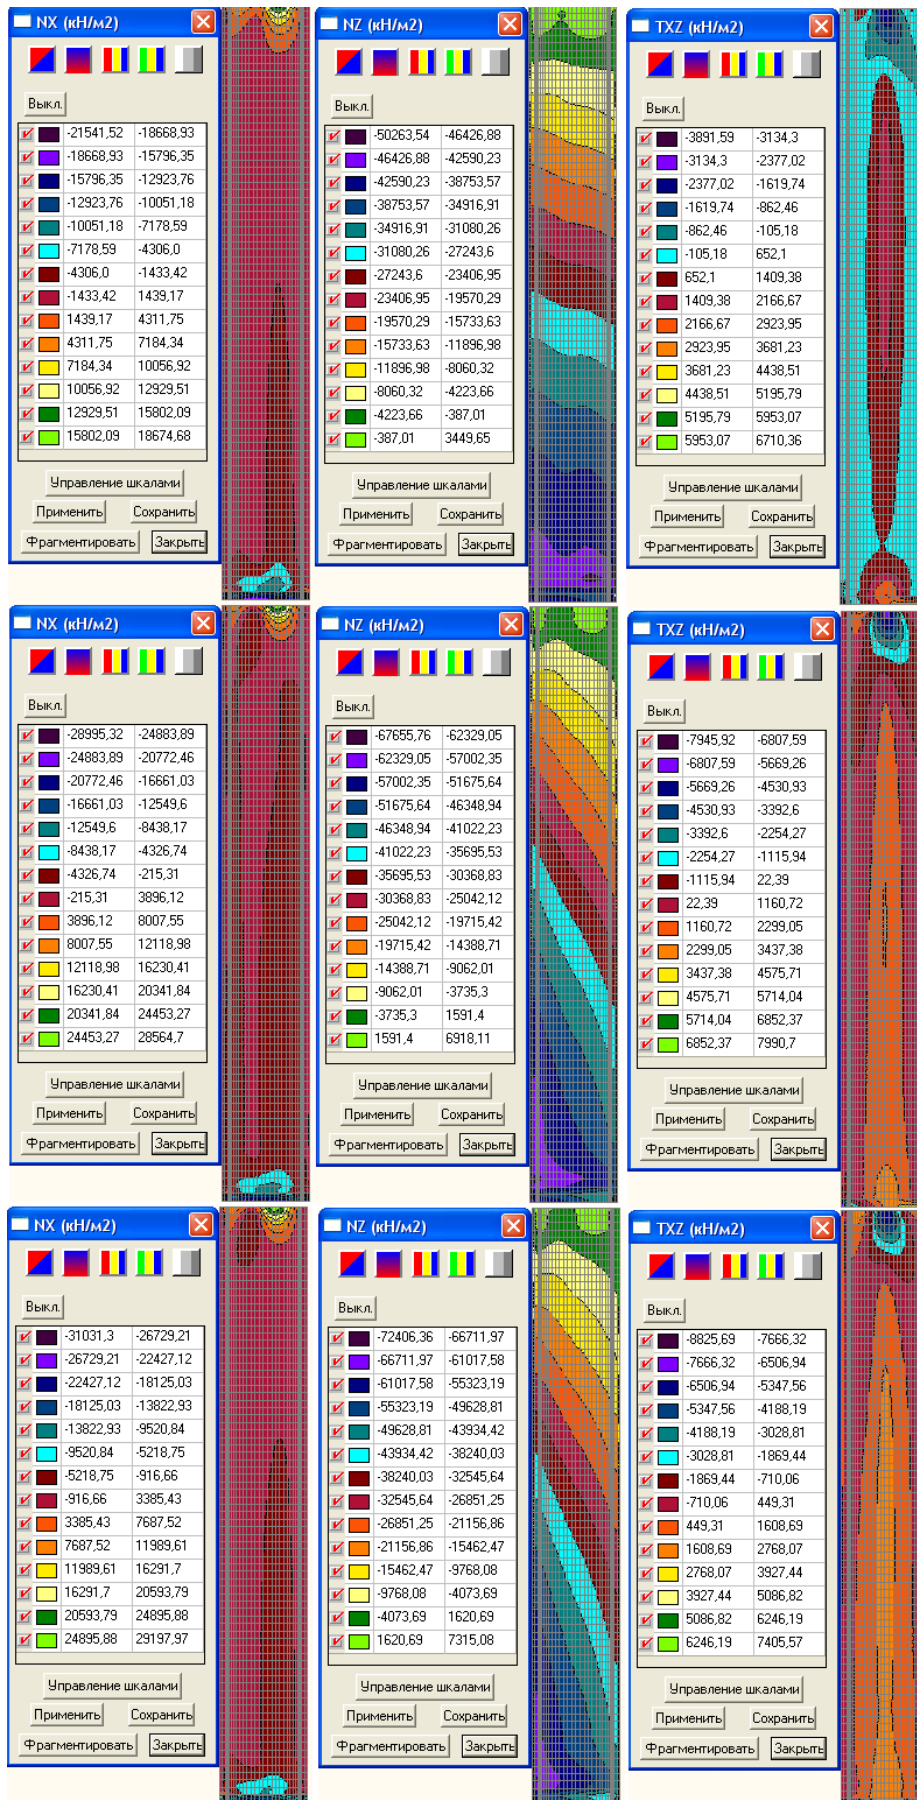 NX (кН/м2)
Выкл.
-21541,52 -18668,93
-18668,93 -15796,35
-15796,35 -12923,76
-12923,76 -10051,18
-10051,18 -7178,59
-7178,59 -4306,0
-4306,0 -1433,42
-1433,42 1439,17
1439,17 4311,75
4311,75 7184,34
7184,34 10056,92
10056,92 12929,51
12929,51 15802,09
15802,09 18674,68
Управление шкалами
Применить Сохранить
Фрагментировать Закрыть
NZ (кН/м2)
Выкл.
-50263,54 -46426,88
-46426,88 -42590,23
-42590,23 -38753,57
-38753,57 -34916,91
-34916,91 -31080,26
-31080,26 -27243,6
-27243,6 -23406,95
-23406,95 -19570,29
-19570,29 -15733,63
-15733,63 -11896,98
-11896,98 -8060,32
-8060,32 -4223,66
-4223,66 -387,01
-387,01 3449,65
Управление шкалами
Применить Сохранить
Фрагментировать Закрыть
TXZ (кН/м2)
Выкл.
-3891,59 -3134,3
-3134,3 -2377,02
-2377,02 -1619,74
-1619,74 -862,46
-862,46 -105,18
-105,18 652,1
652,1 1409,38
1409,38 2166,67
2166,67 2923,95
2923,95 3681,23
3681,23 4438,51
4438,51 5195,79
5195,79 5953,07
5953,07 6710,36
Управление шкалами
Применить Сохранить
Фрагментировать Закрыть
NX (кН/м2)
Выкл.
-28995,32 -24883,89
-24883,89 -20772,46
-20772,46 -16661,03
-16661,03 -12549,6
-12549,6 -8438,17
-8438,17 -4326,74
-4326,74 -215,31
-215,31 3896,12
3896,12 8007,55
8007,55 12118,98
12118,98 16230,41
16230,41 20341,84
20341,84 24453,27
24453,27 28564,7
Управление шкалами
Применить Сохранить
Фрагментировать Закрыть
NZ (кН/м2)
Выкл.
-67655,76 -62329,05
-62329,05 -57002,35
-57002,35 -51675,64
-51675,64 -46348,94
-46348,94 -41022,23
-41022,23 -35695,53
-35695,53 -30368,83
-30368,83 -25042,12
-25042,12 -19715,42
-19715,42 -14388,71
-14388,71 -9062,01
-9062,01 -3735,3
-3735,3 1591,4
1591,4 6918,11
Управление шкалами
Применить Сохранить
Фрагментировать Закрыть
TXZ (кН/м2)
Выкл.
-7945,92 -6807,59
-6807,59 -5669,26
-5669,26 -4530,93
-4530,93 -3392,6
-3392,6 -2254,27
-2254,27 -1115,94
-1115,94 22,39
22,39 1160,72
1160,72 2299,05
2299,05 3437,38
3437,38 4575,71
4575,71 5714,04
5714,04 6852,37
6852,37 7990,7
Управление шкалами
Применить Сохранить
Фрагментировать Закрыть
NX (кН/м2)
Выкл.
-31031,3 -26729,21
-26729,21 -22427,12
-22427,12 -18125,03
-18125,03 -13822,93
-13822,93 -9520,84
-9520,84 -5218,75
-5218,75 -916,66
-916,66 3385,43
3385,43 7687,52
7687,52 11989,61
11989,61 16291,7
16291,7 20593,79
20593,79 24895,88
24895,88 29197,97
Управление шкалами
Применить Сохранить
Фрагментировать Закрыть
NZ (кН/м2)
Выкл.
-72406,36 -66711,97
-66711,97 -61017,58
-61017,58 -55323,19
-55323,19 -49628,81
-49628,81 -43934,42
-43934,42 -38240,03
-38240,03 -32545,64
-32545,64 -26851,25
-26851,25 -21156,86
-21156,86 -15462,47
-15462,47 -9768,08
-9768,08 -4073,69
-4073,69 1620,69
1620,69 7315,08
Управление шкалами
Применить Сохранить
Фрагментировать Закрыть
TXZ (кН/м2)
Выкл.
-8825,69 -7666,32
-7666,32 -6506,94
-6506,94 -5347,56
-5347,56 -4188,19
-4188,19 -3028,81
-3028,81 -1869,44
-1869,44 -710,06
-710,06 449,31
449,31 1608,69
1608,69 2768,07
2768,07 3927,44
3927,44 5086,82
5086,82 6246,19
6246,19 7405,57
Управление шкалами
Применить Сохранить
Фрагментировать Закрыть